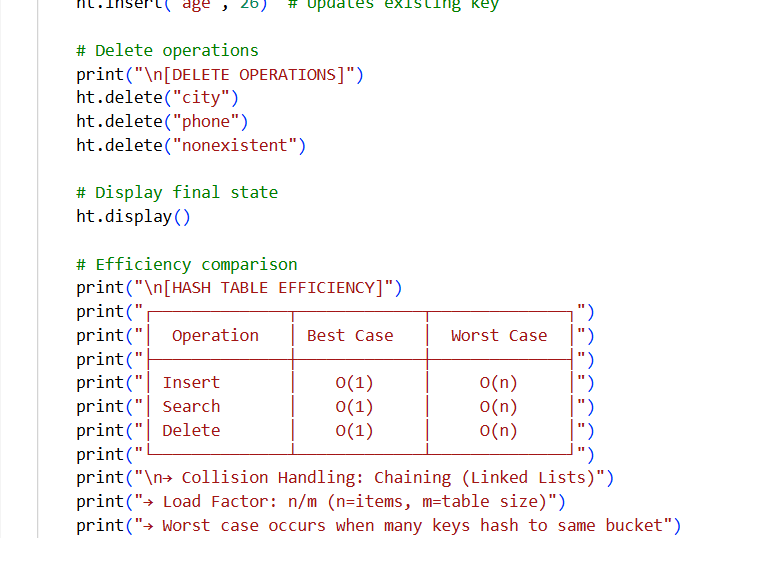 ht.insert("age", 26)  # Updates existing key

# Delete operations
print("\n[DELETE OPERATIONS]")
ht.delete("city")
ht.delete("phone")
ht.delete("nonexistent")

# Display final state
ht.display()

# Efficiency comparison
print("\n[HASH TABLE EFFICIENCY]")
print("┌──────────────┬─────────────┬──────────────┐")
print("│  Operation   │ Best Case   │  Worst Case  │")
print("├──────────────┼─────────────┼──────────────┤")
print("│ Insert       │    O(1)     │     O(n)     │")
print("│ Search       │    O(1)     │     O(n)     │")
print("│ Delete       │    O(1)     │     O(n)     │")
print("└──────────────┴─────────────┴──────────────┘")
print("\n→ Collision Handling: Chaining (Linked Lists)")
print("→ Load Factor: n/m (n=items, m=table size)")
print("→ Worst case occurs when many keys hash to same bucket")